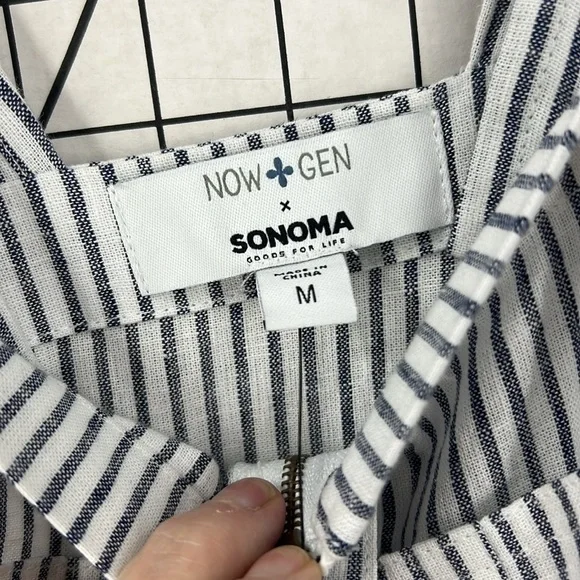 NOW GEN
×
SONOMA
GOODS FOR LIFE
MADE IN
CHINA
M